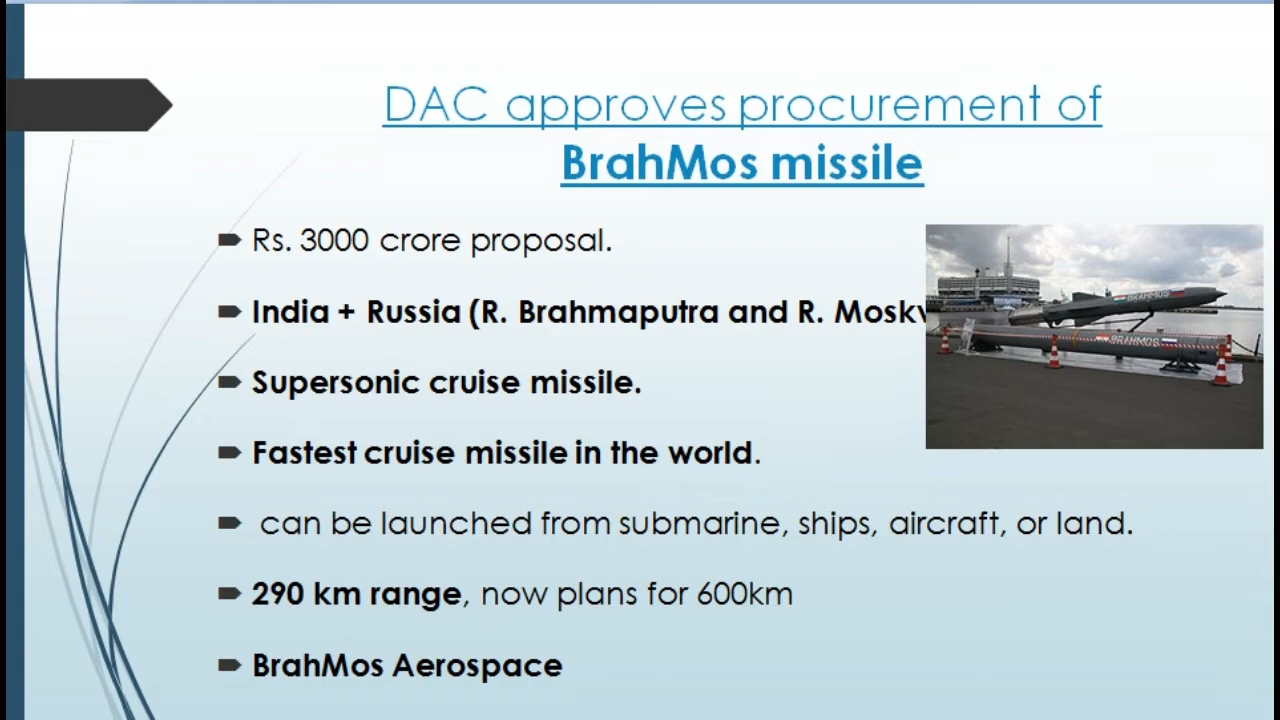 DAC approves procurement of
BrahMos missile
Rs. 3000 crore proposal.
India + Russia (R. Brahmaputra and R.
Supersonic cruise missile.
Fastest cruise missile in the world.
can be launched from submarine, ships, aircraft, or land.
290 km range, now plans for 600km
BrahMos Aerospace
BRAHMOS
BRAHMOS